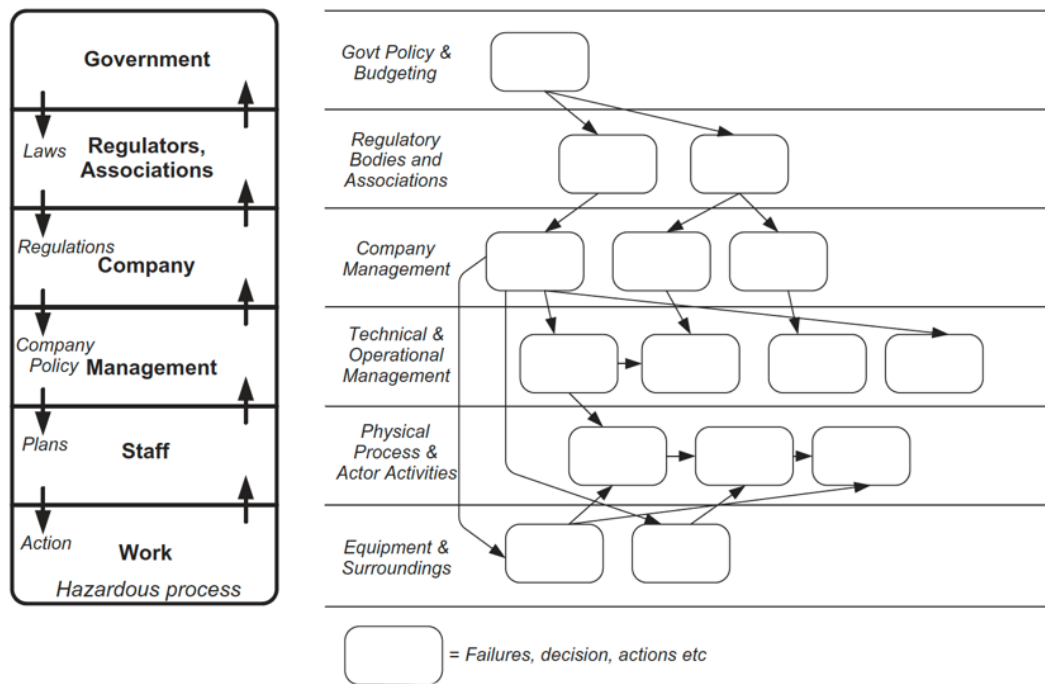 Government
Laws
Regulators,
Associations
Regulations
Company
Company
Policy
Management
Plans
Staff
Action
Work
Hazardous process
Govt Policy &
Budgeting
Regulatory
Bodies and
Associations
Company
Management
Technical &
Operational
Management
Physical
Process &
Actor Activities
Equipment &
Surroundings
= Failures, decision, actions etc